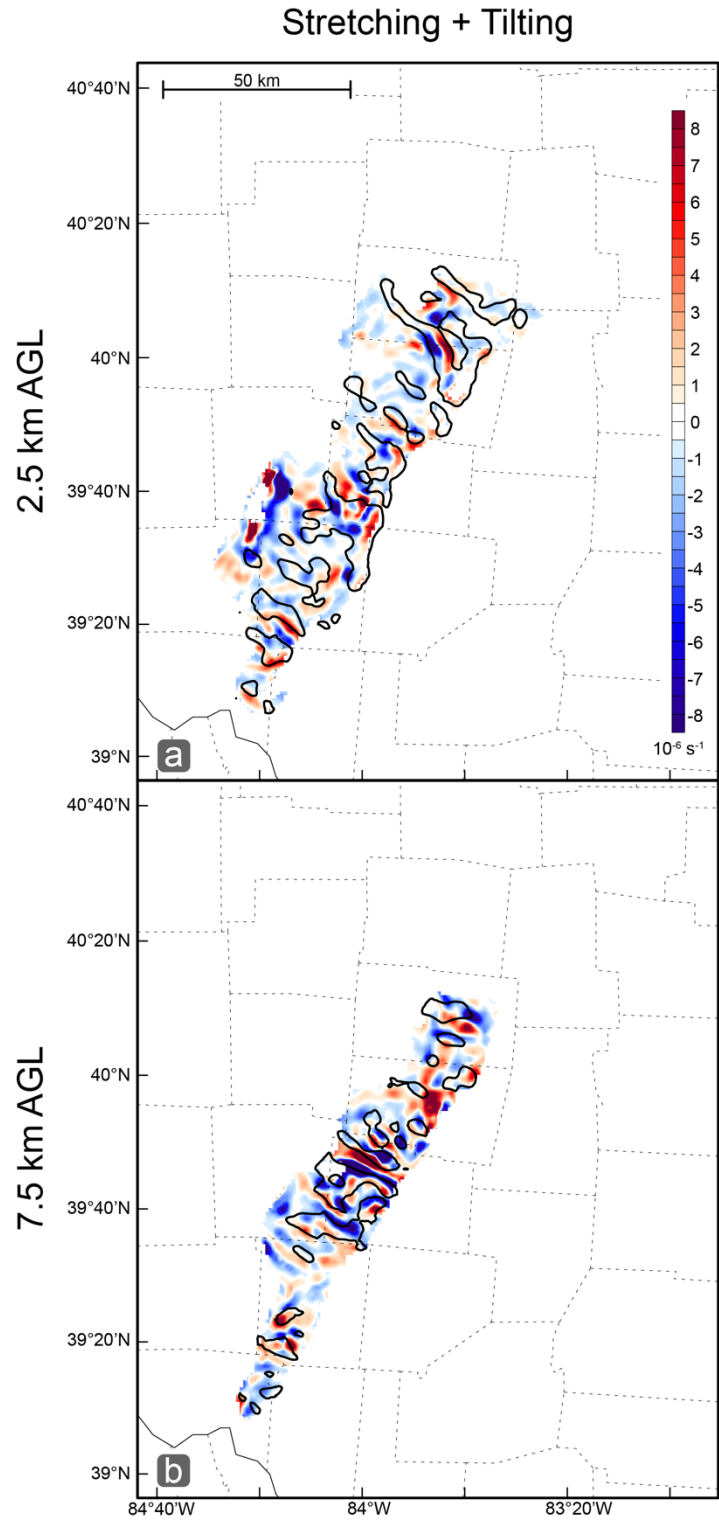 Stretching + Tilting
2.5 km AGL
50 km
40°40'N
40°20'N
40°N
39°40'N
39°20'N
39°N
8
7
6
5
4
3
2
1
0
-1
-2
-3
-4
-5
-6
-7
-8
10⁻⁶ s⁻¹
a
7.5 km AGL
40°40'N
40°20'N
40°N
39°40'N
39°20'N
39°N
b
84°40'W
84°W
83°20'W